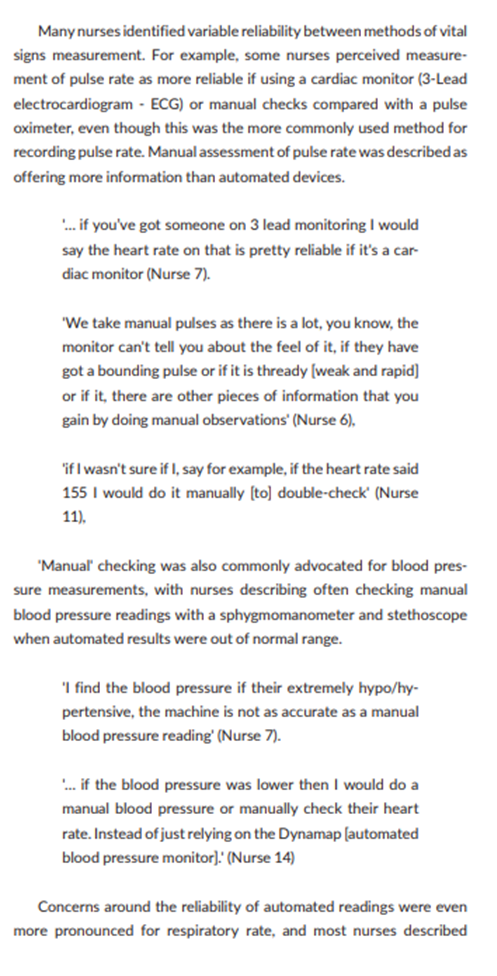 Many nurses identified variable reliability between methods of vital
signs measurement. For example, some nurses perceived measure-
ment of pulse rate as more reliable if using a cardiac monitor (3-Lead
electrocardiogram - ECG) or manual checks compared with a pulse
oximeter, even though this was the more commonly used method for
recording pulse rate. Manual assessment of pulse rate was described as
offering more information than automated devices.
'... if you've got someone on 3 lead monitoring I would
say the heart rate on that is pretty reliable if it's a car-
diac monitor (Nurse 7).
'We take manual pulses as there is a lot, you know, the
monitor can't tell you about the feel of it, if they have
got a bounding pulse or if it is thready [weak and rapid]
or if it, there are other pieces of information that you
gain by doing manual observations' (Nurse 6),
'if I wasn't sure if I, say for example, if the heart rate said
155 I would do it manually [to] double-check' (Nurse
11),
'Manual' checking was also commonly advocated for blood pres-
sure measurements, with nurses describing often checking manual
blood pressure readings with a sphygmomanometer and stethoscope
when automated results were out of normal range.
'I find the blood pressure if their extremely hypo/hy-
pertensive, the machine is not as accurate as a manual
blood pressure reading' (Nurse 7).
'... if the blood pressure was lower then I would do a
manual blood pressure or manually check their heart
rate. Instead of just relying on the Dynamap [automated
blood pressure monitor].' (Nurse 14)
Concerns around the reliability of automated readings were even
more pronounced for respiratory rate, and most nurses described